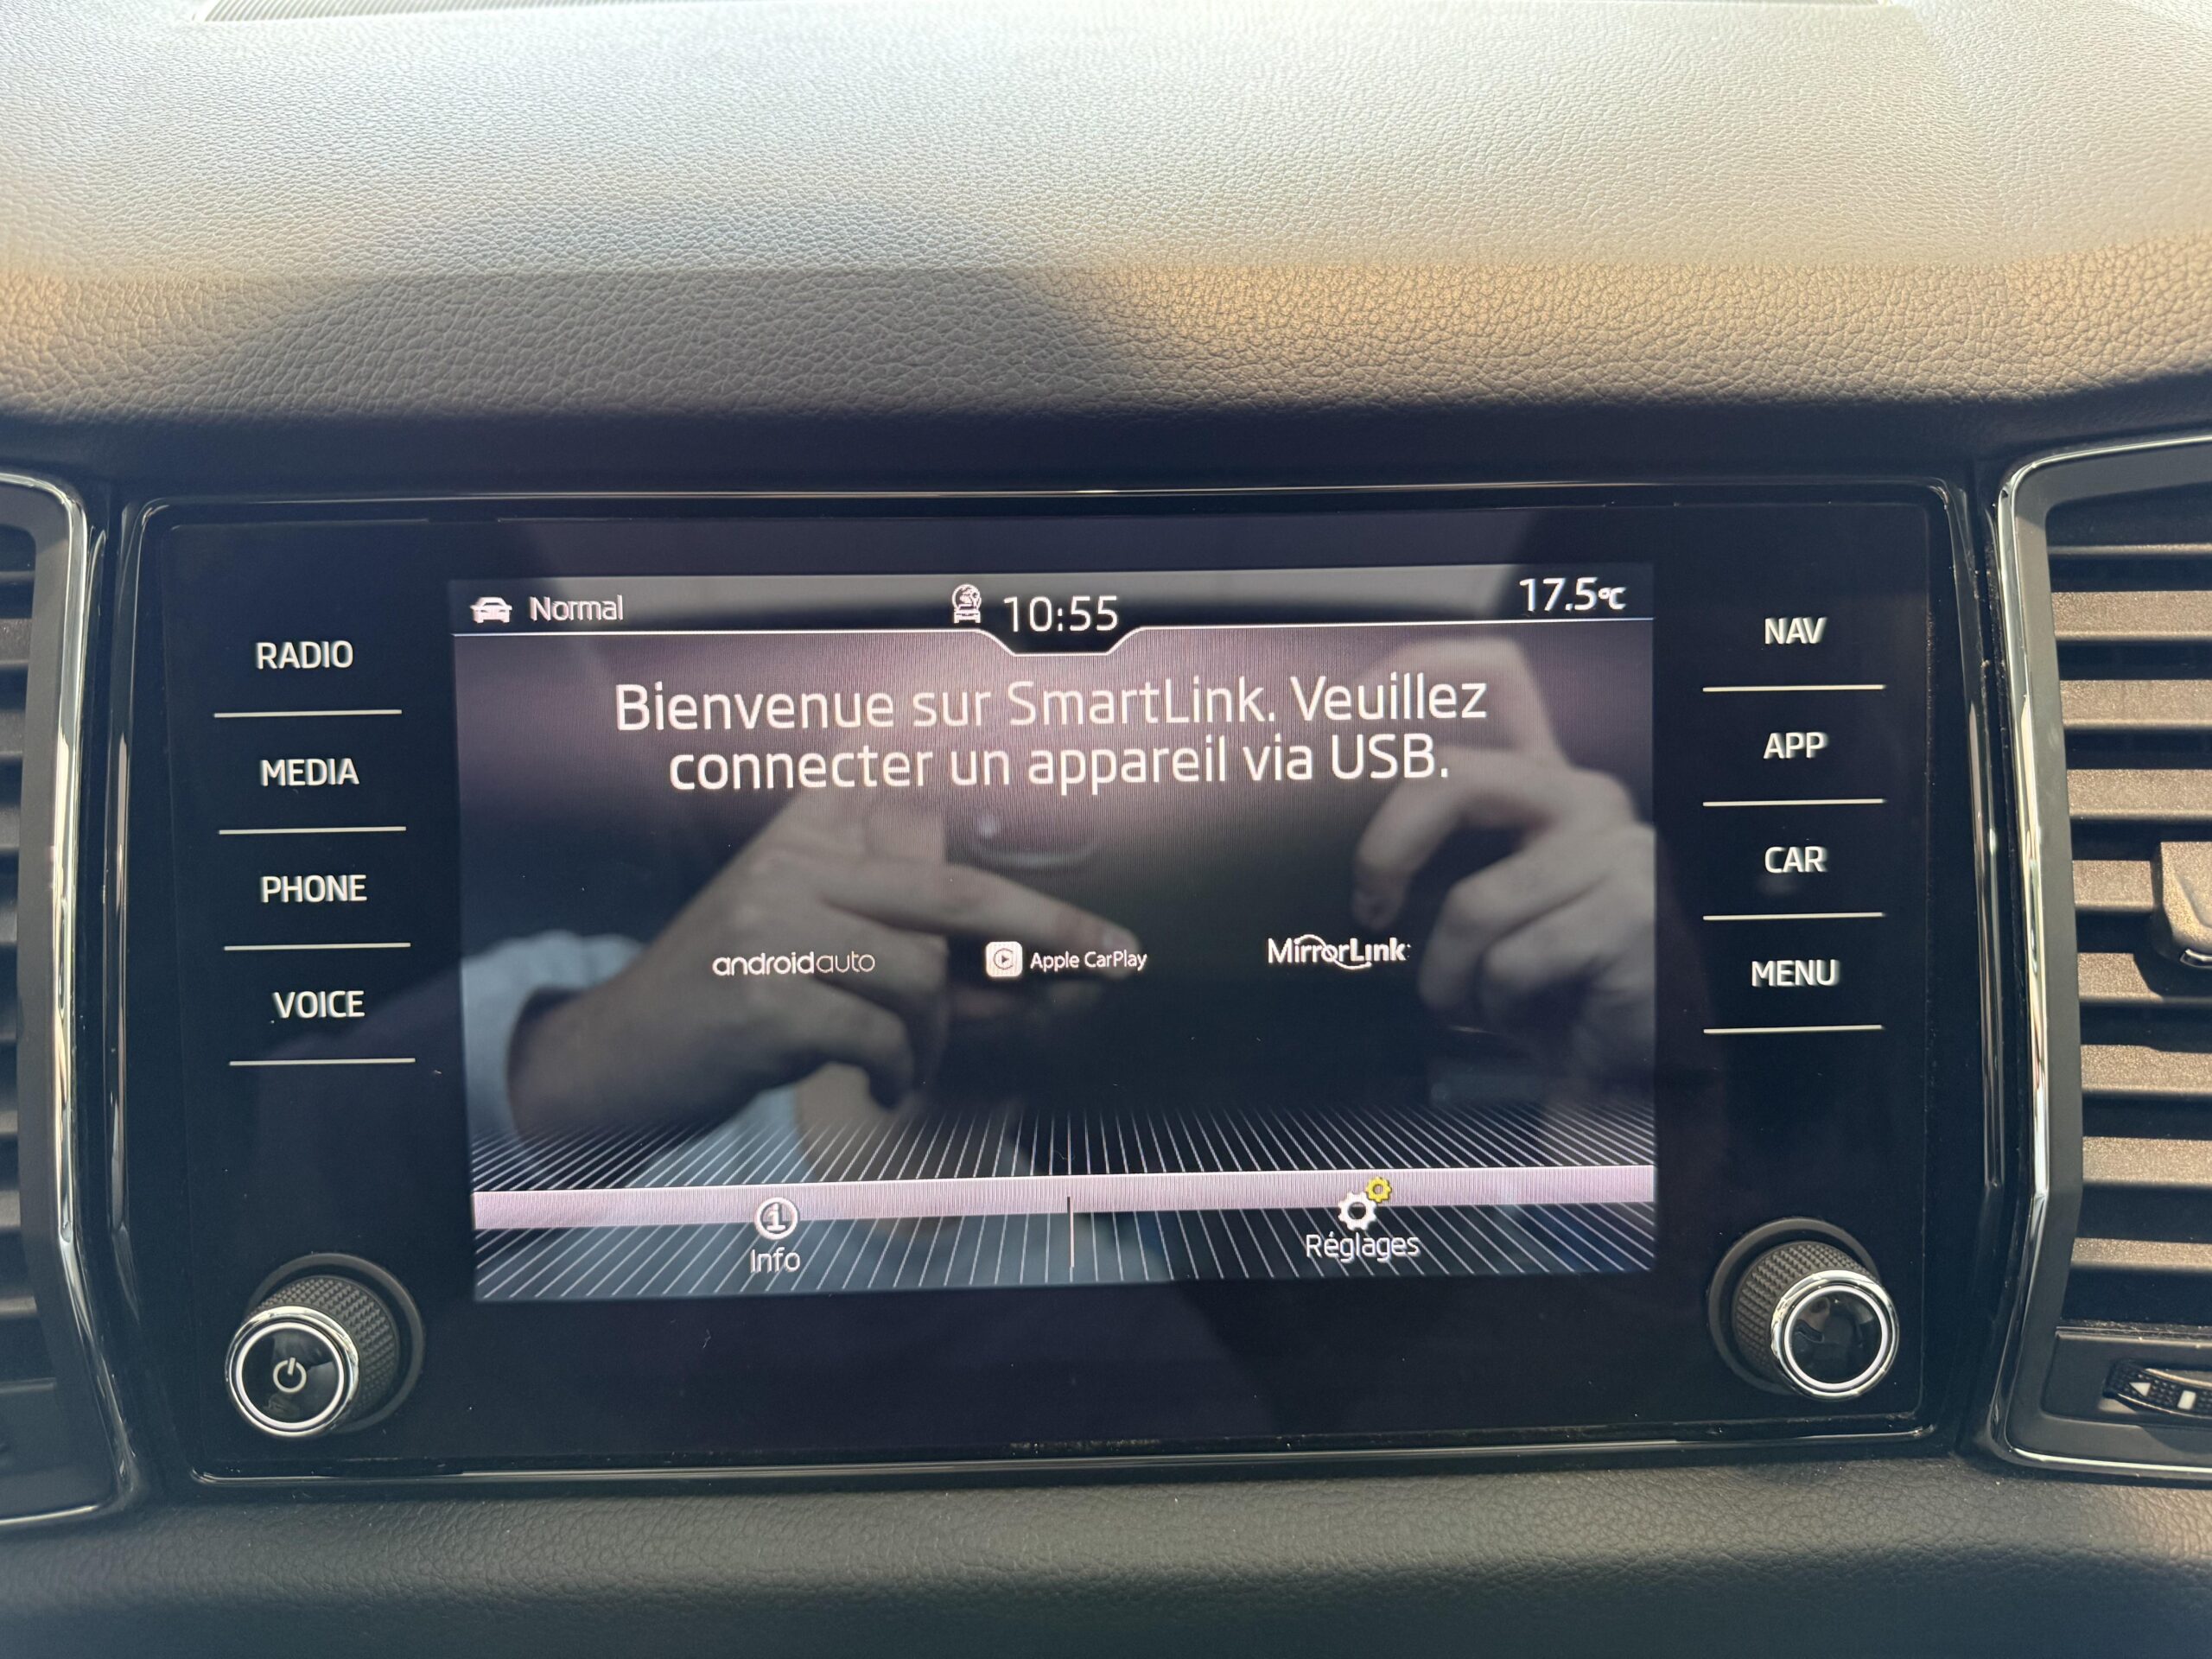 Normal
10:55
17.5°C
RADIO
MEDIA
PHONE
VOICE
Bienvenue sur SmartLink. Veuillez
connecter un appareil via USB.
androidauto
Apple CarPlay
MirrorLink
Info
Réglages
NAV
APP
CAR
MENU